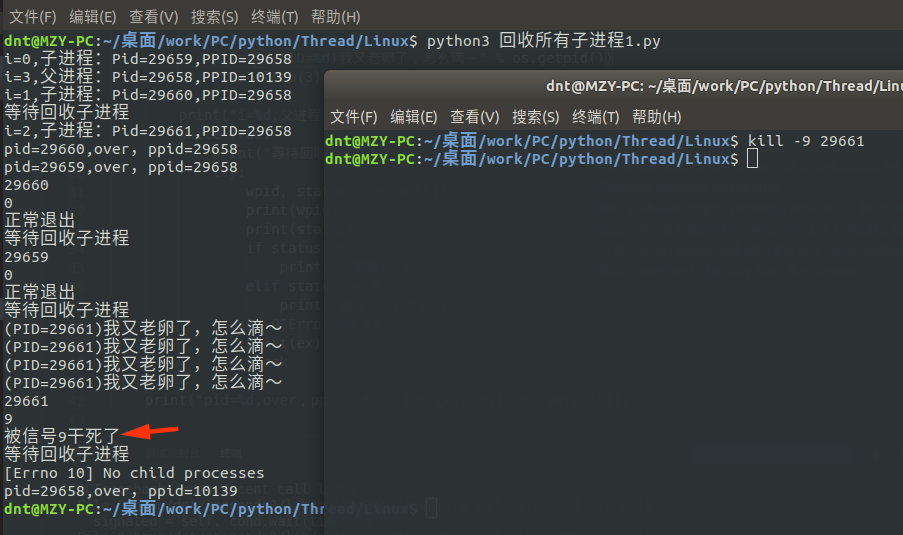 文件(F) 编辑(E) 查看(V) 搜索(S) 终端(T) 帮助(H)
dnt@MZY-PC:~/桌面/work/PC/python/Thread/Linux$ python3 回收所有子进程1.py
i=0,子进程：Pid=29659,PPID=29658
i=3,父进程：Pid=29658,PPID=10139
i=1,子进程：Pid=29660,PPID=29658
等待回收子进程
i=2,子进程：Pid=29661,PPID=29658
pid=29660,over，ppid=29658
pid=29659,over，ppid=29658
29660
0
正常退出
等待回收子进程
29659
0
正常退出
等待回收子进程
(PID=29661)我又老卵了，怎么滴～
(PID=29661)我又老卵了，怎么滴～
(PID=29661)我又老卵了，怎么滴～
(PID=29661)我又老卵了，怎么滴～
29661
9
被信号9干死了
等待回收子进程
[Errno 10] No child processes
pid=29658,over，ppid=10139
dnt@MZY-PC:~/桌面/work/PC/python/Thread/Linux$
dnt@MZY-PC: ~/桌面/work/PC/python/Thread/Linu
文件(F) 编辑(E) 查看(V) 搜索(S) 终端(T) 帮助(H)
dnt@MZY-PC:~/桌面/work/PC/python/Thread/Linux$ kill -9 29661
dnt@MZY-PC:~/桌面/work/PC/python/Thread/Linux$